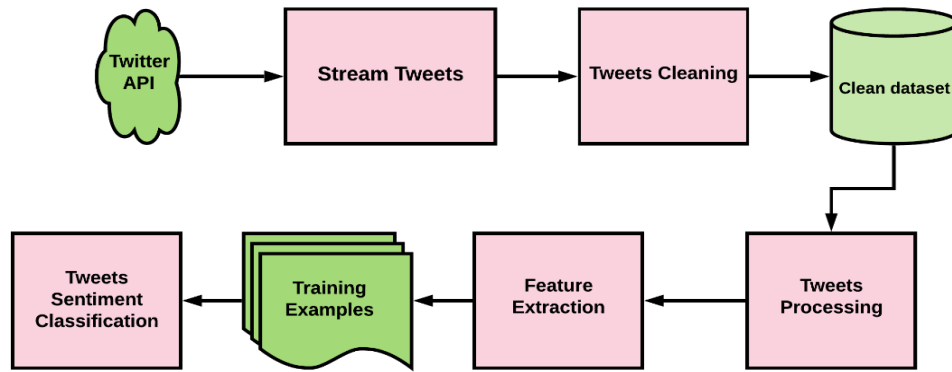 Twitter
API
Stream Tweets
Tweets Cleaning
Clean dataset
Tweets
Sentiment
Classification
Training
Examples
Feature
Extraction
Tweets
Processing